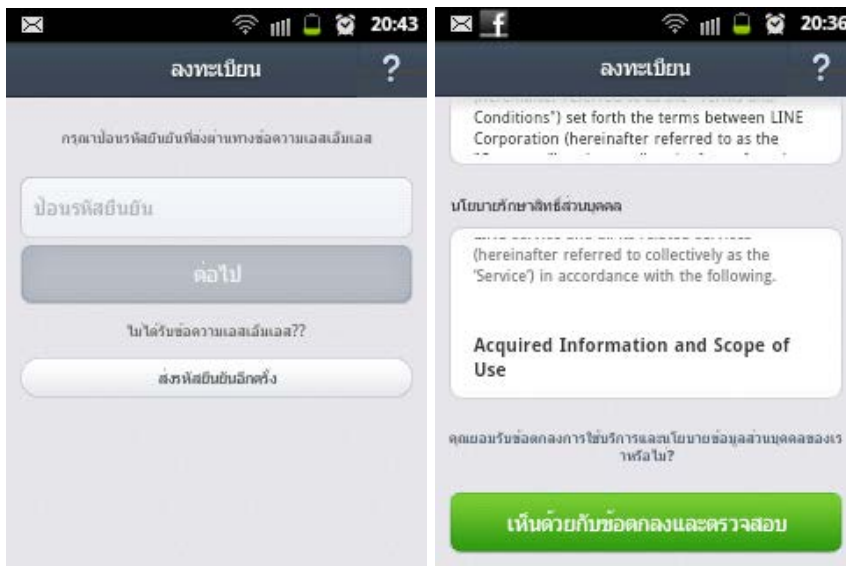 20:43
ลงทะเบียน
?
กรุณาป้อนรหัสยืนยันที่ส่งผ่านทางข้อความเอสเอ็มเอส
ป้อนรหัสยืนยัน
ต่อไป
ไม่ได้รับข้อความเอสเอ็มเอส??
ส่งรหัสยืนยันอีกครั้ง
f
20:36
ลงทะเบียน
?
Conditions") set forth the terms between LINE
Corporation (hereinafter referred to as the
นโยบายรักษาสิทธิ์ส่วนบุคคล
(hereinafter referred to collectively as the
'Service') in accordance with the following.
Acquired Information and Scope of
Use
คุณยอมรับข้อตกลงการใช้บริการและนโยบายข้อมูลส่วนบุคคลของเร
าหรือไม่?
เห็นด้วยกับข้อตกลงและตรวจสอบ